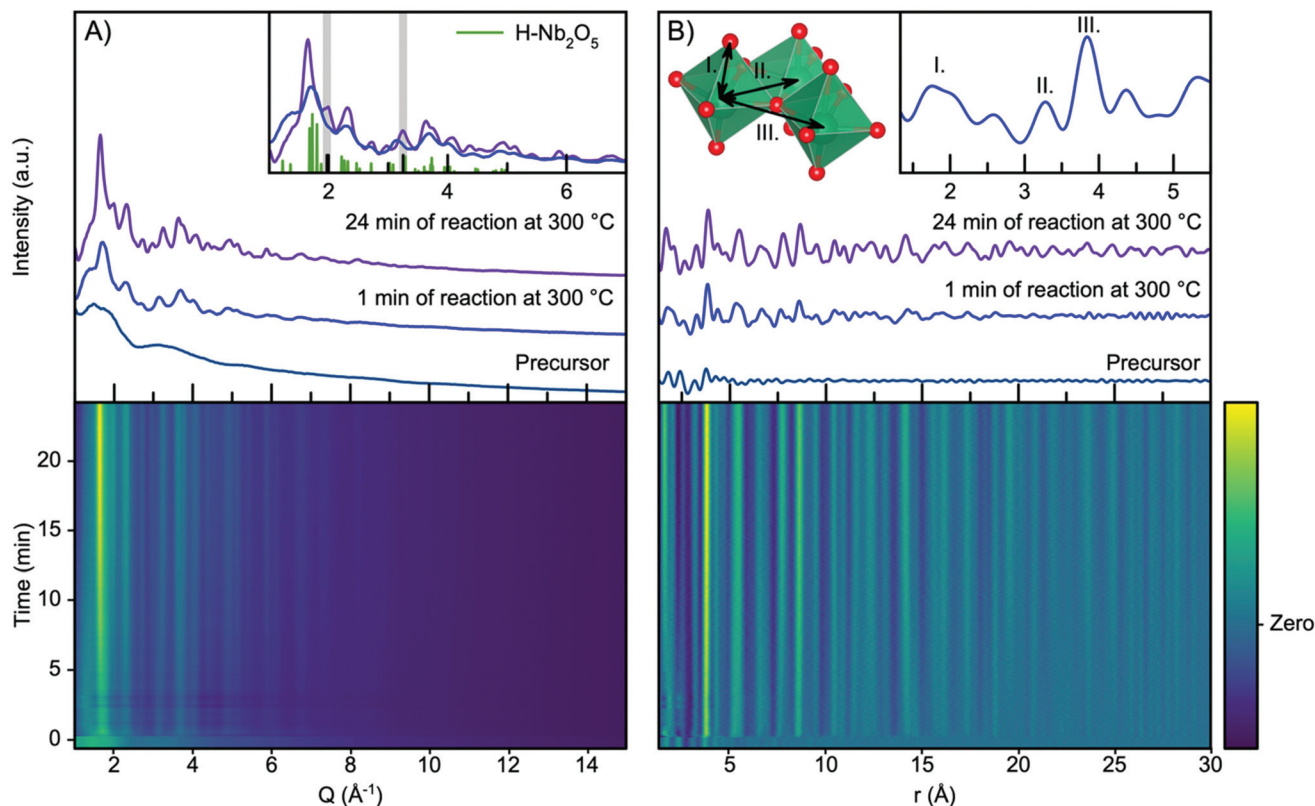 A)
H-Nb₂O₅
2 4 6
24 min of reaction at 300 °C
1 min of reaction at 300 °C
Precursor
Intensity (a.u.)
B)
I.
II.
III.
I.
II.
III.
2 3 4 5
24 min of reaction at 300 °C
1 min of reaction at 300 °C
Precursor
Time (min)
20
15
10
5
0
2 4 6 8 10 12 14
Q (Å⁻¹)
5 10 15 20 25 30
r (Å)
Zero